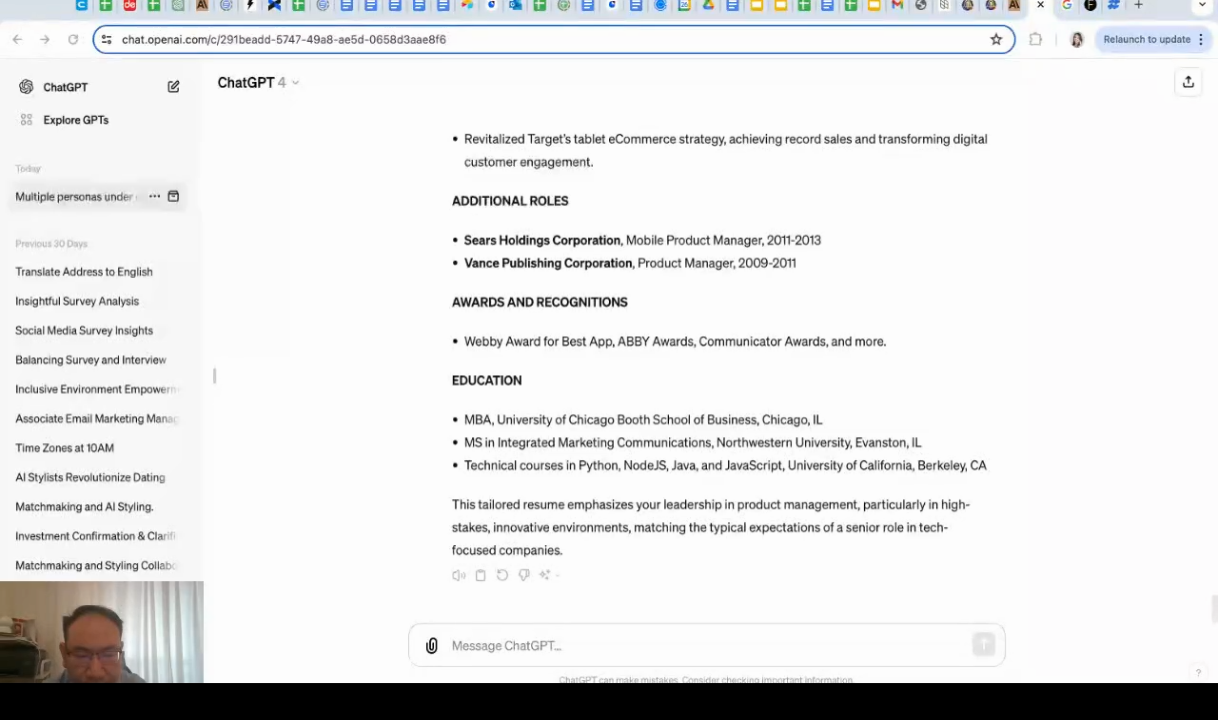 chat.openai.com/c/291beadd-5747-49a8-ae5d-0658d3aae8f6
Relaunch to update
ChatGPT
Explore GPTs
Today
Multiple personas under
Previous 30 Days
Translate Address to English
Insightful Survey Analysis
Social Media Survey Insights
Balancing Survey and Interview
Inclusive Environment Empower
Associate Email Marketing Mana
Time Zones at 10AM
AI Stylists Revolutionize Dating
Matchmaking and AI Styling.
Investment Confirmation & Clarifi
Matchmaking and Styling Collab
ChatGPT 4
• Revitalized Target's tablet eCommerce strategy, achieving record sales and transforming digital
customer engagement.
ADDITIONAL ROLES
• Sears Holdings Corporation, Mobile Product Manager, 2011-2013
• Vance Publishing Corporation, Product Manager, 2009-2011
AWARDS AND RECOGNITIONS
• Webby Award for Best App, ABBY Awards, Communicator Awards, and more.
EDUCATION
• MBA, University of Chicago Booth School of Business, Chicago, IL
• MS in Integrated Marketing Communications, Northwestern University, Evanston, IL
• Technical courses in Python, NodeJS, Java, and JavaScript, University of California, Berkeley, CA
This tailored resume emphasizes your leadership in product management, particularly in high-
stakes, innovative environments, matching the typical expectations of a senior role in tech-
focused companies.
Message ChatGPT...
ChatGPT can make mistakes. Consider checking important information.
?